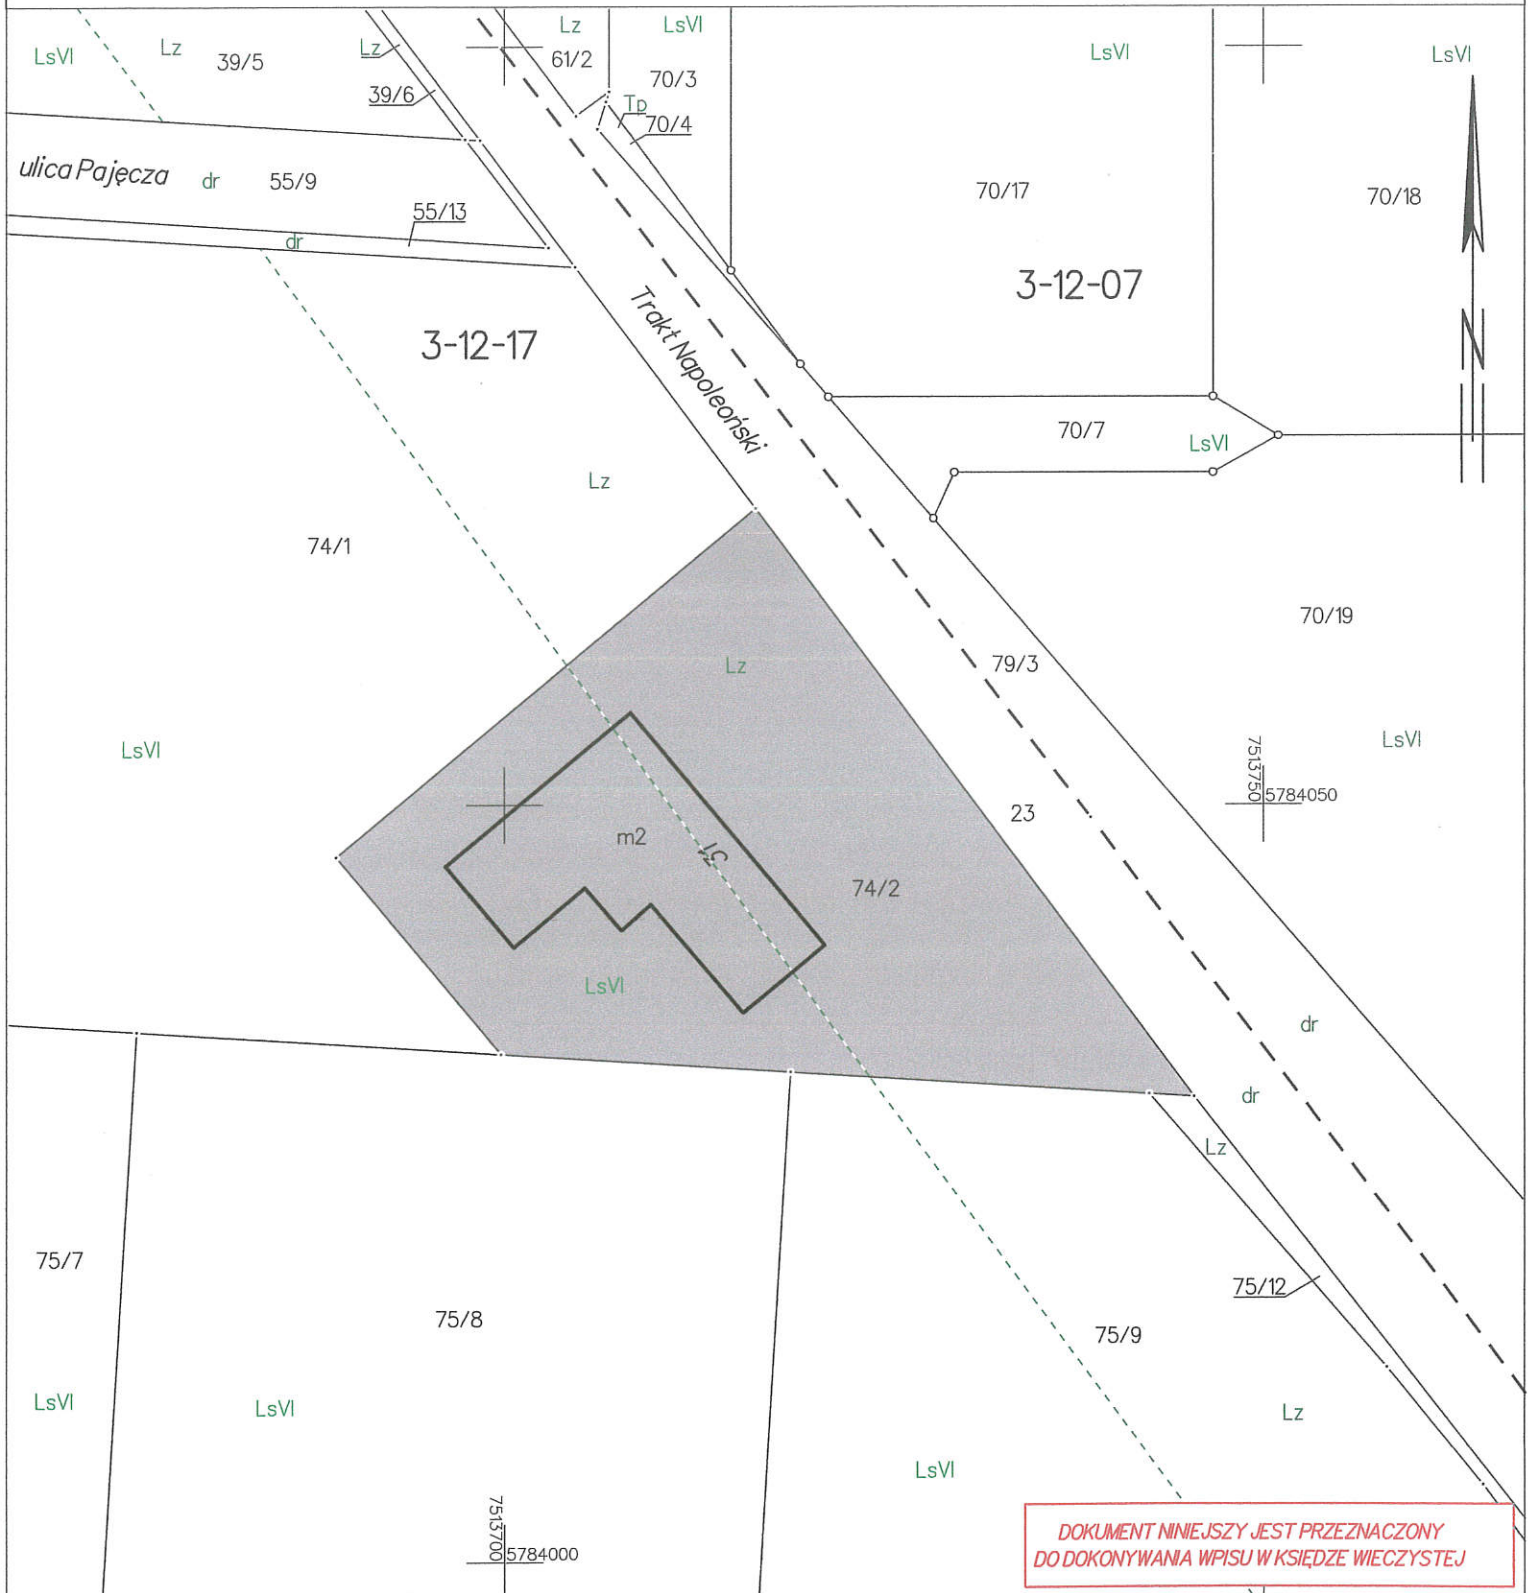 LsVI
Lz
39/5
Lz
39/6
Lz
61/2
LsVI
70/3
Tp
70/4
LsVI
LsVI
ulica Pajęcza
dr
55/9
55/13
dr
70/17
70/18
3-12-07
N
3-12-17
Trakt Napoleoński
70/7
LsVI
Lz
74/1
70/19
Lz
79/3
LsVI
LsVI
7513750
5784050
23
m2
31
74/2
LsVI
dr
dr
Lz
75/7
75/8
75/12
75/9
LsVI
LsVI
Lz
LsVI
7513700
5784000
DOKUMENT NINIEJSZY JEST PRZEZNACZONY
DO DOKONYWANIA WPISU W KSIĘDZE WIECZYSTEJ